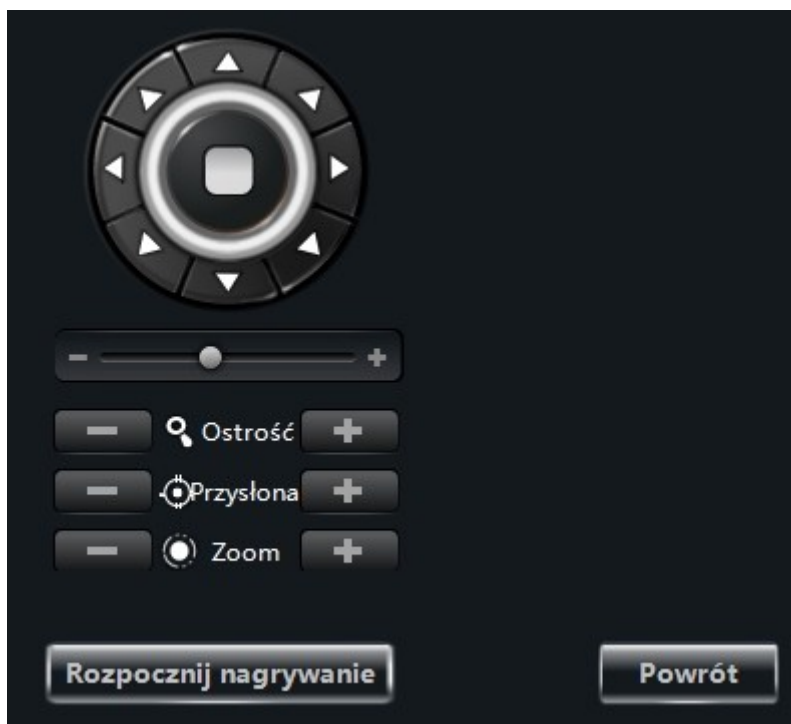 Ostrość
Przysłona
Zoom
Rozpocznij nagrywanie
Powrót